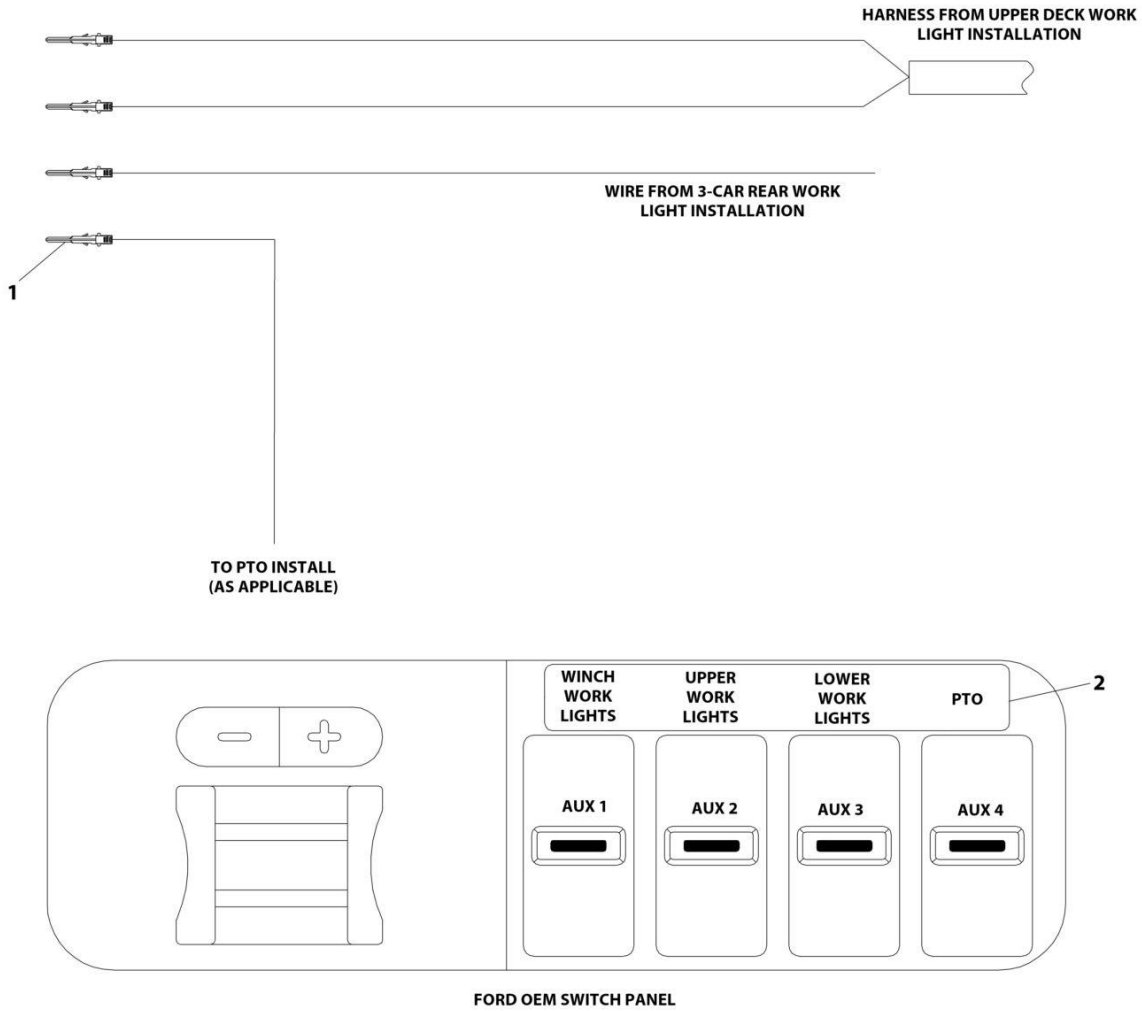 HARNESS FROM UPPER DECK WORK
LIGHT INSTALLATION
WIRE FROM 3-CAR REAR WORK
LIGHT INSTALLATION
1
TO PTO INSTALL
(AS APPLICABLE)
WINCH
WORK
LIGHTS
UPPER
WORK
LIGHTS
LOWER
WORK
LIGHTS
PTO
2
AUX 1
AUX 2
AUX 3
AUX 4
FORD OEM SWITCH PANEL